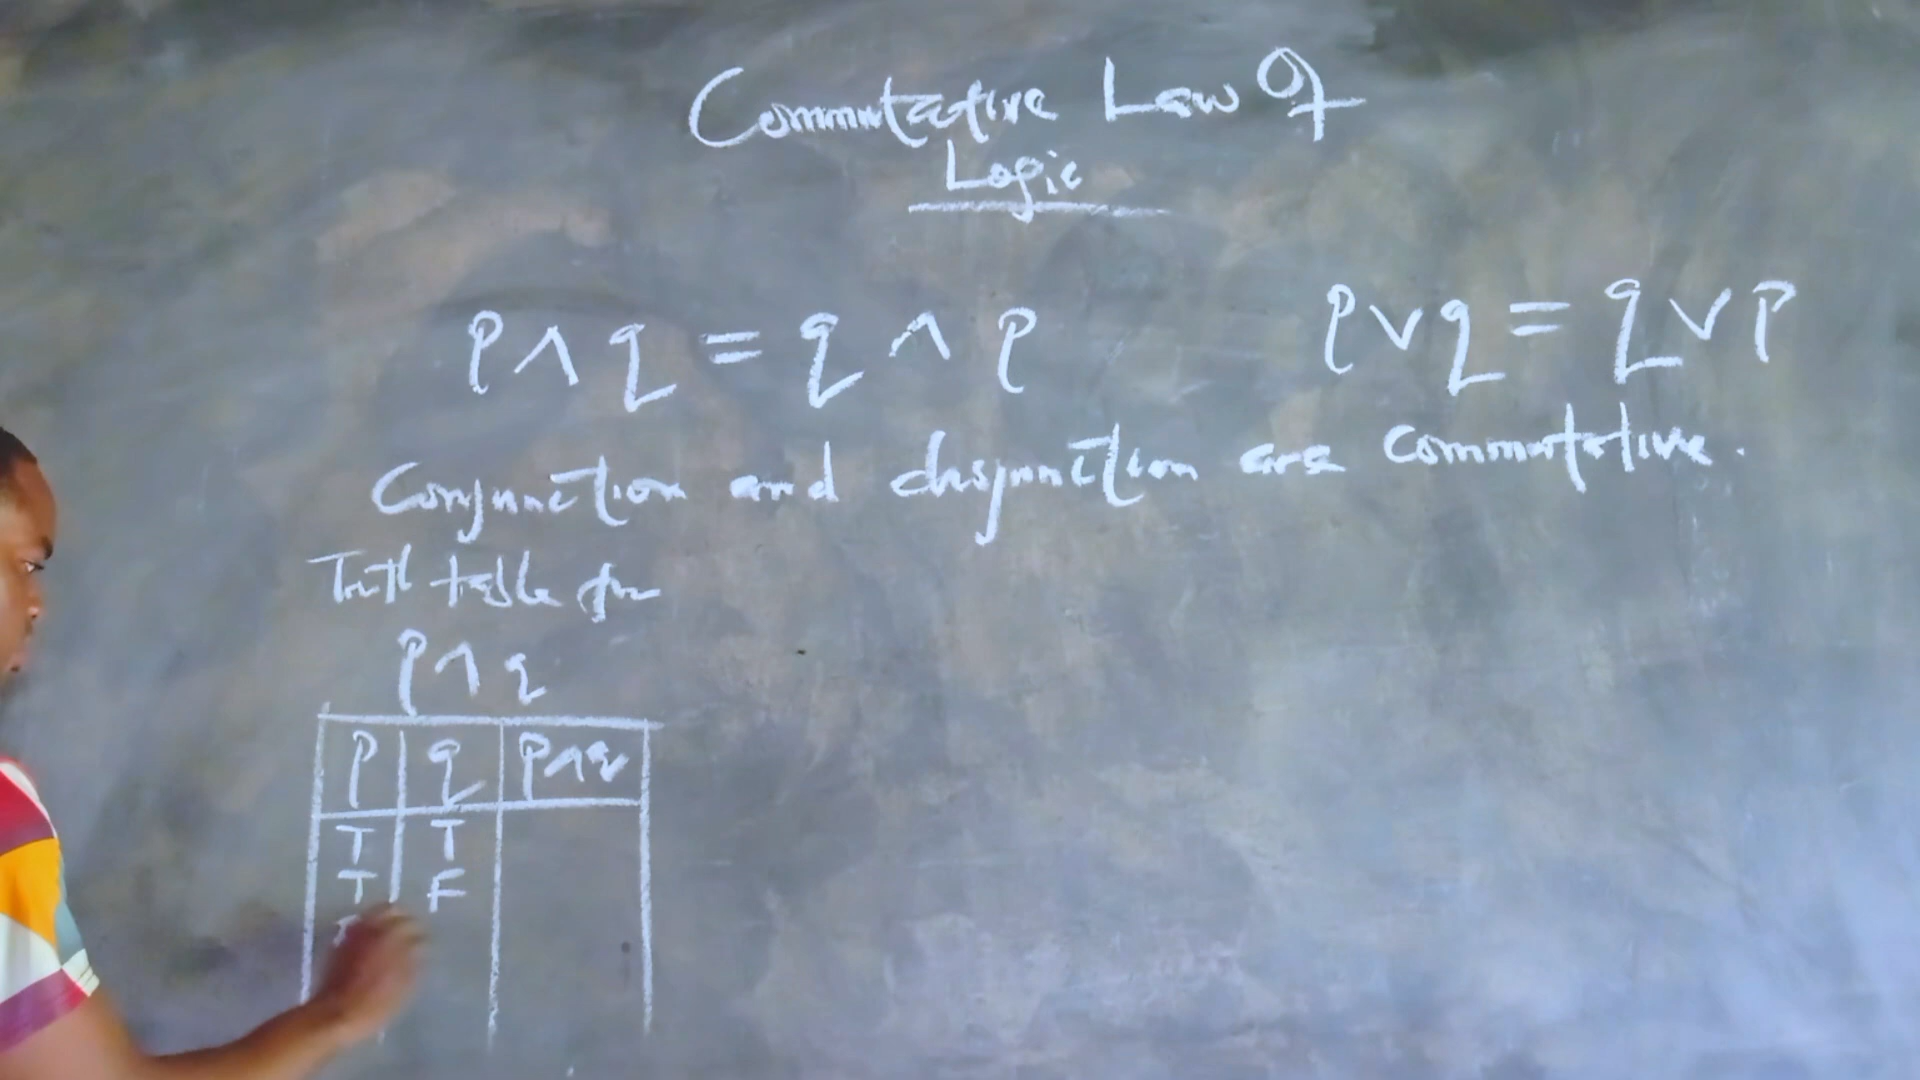 Commutative Law Of
Logic
p ∧ q = q ∧ p
p ∨ q = q ∨ p
Conjunction and disjunction are commutative.
Truth table for
p ∧ q
p q p∧q
T T
T F